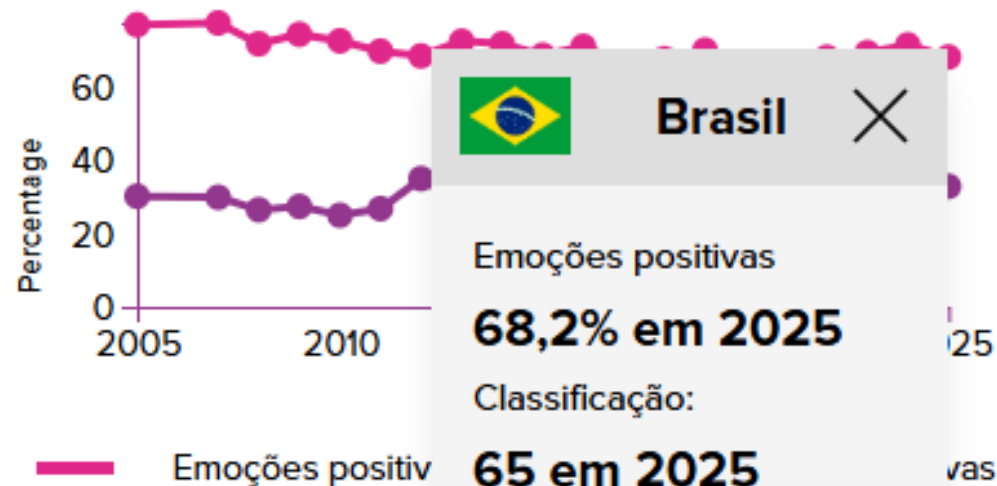 60
40
20
0
Percentage
2005
2010
25
Brasil
Emoções positivas
68,2% em 2025
Classificação:
65 em 2025
Emoções positiv
vas